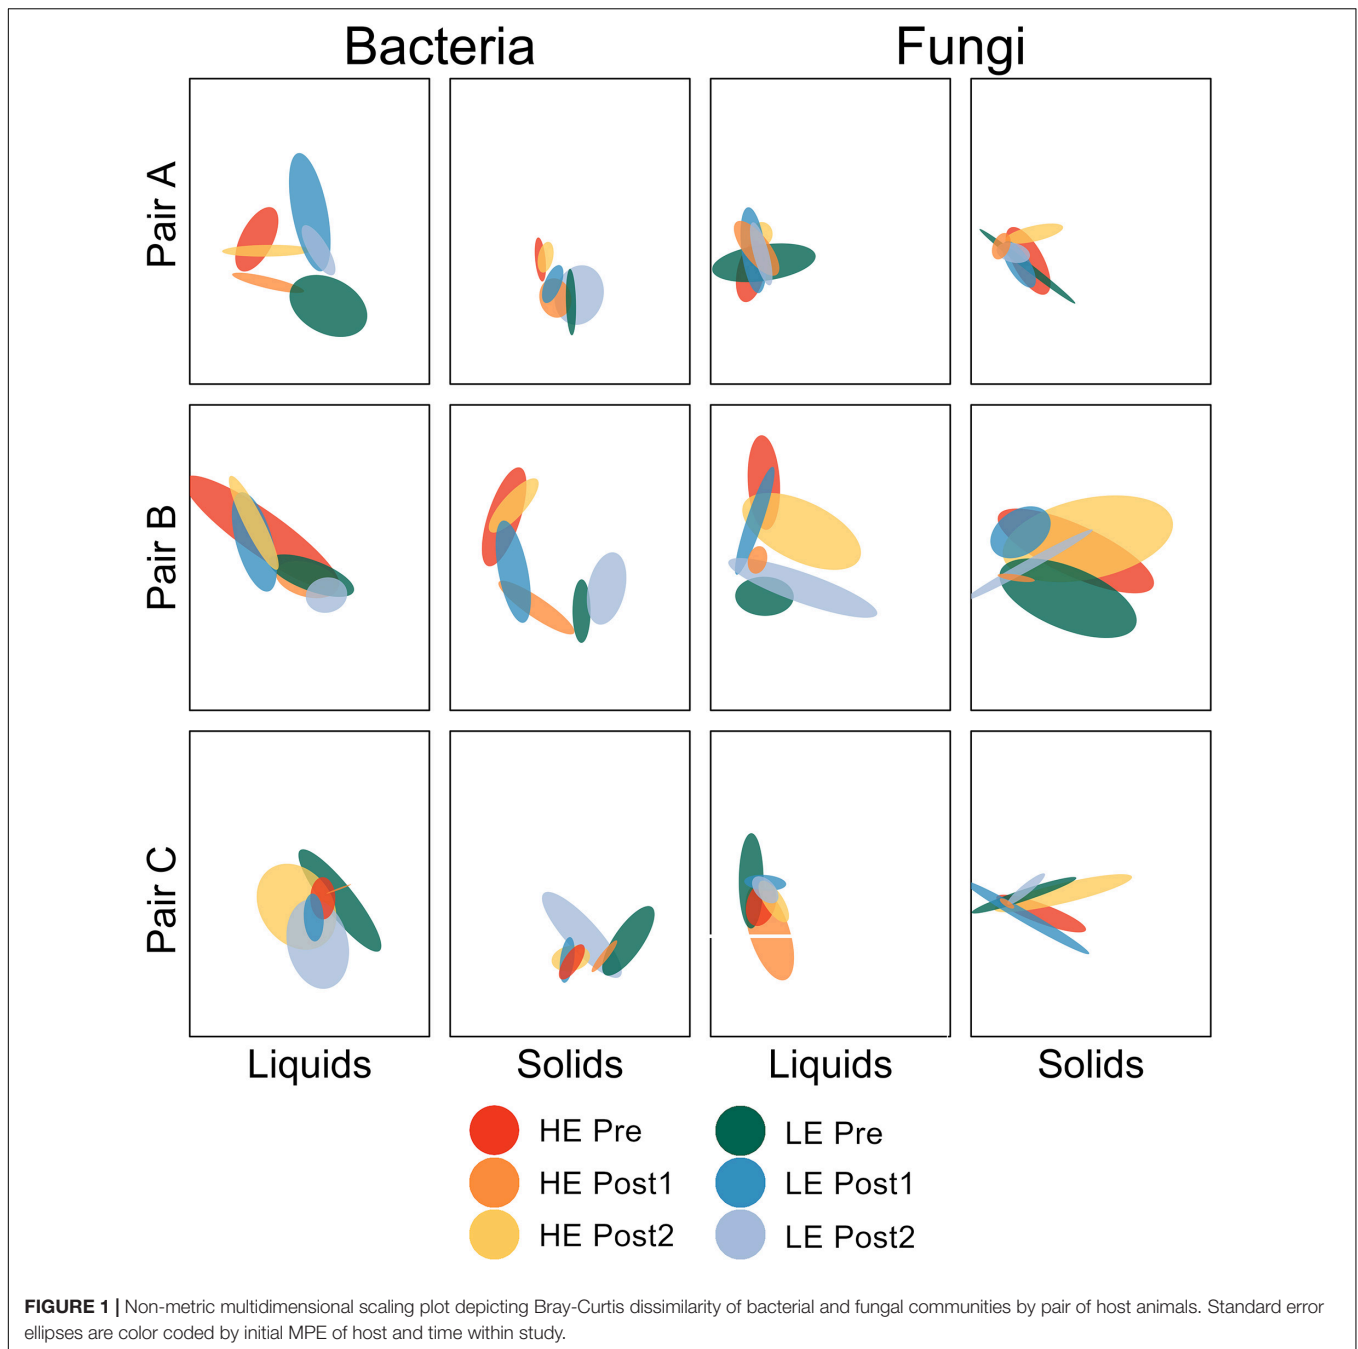 Bacteria Fungi
Pair A
Pair B
Pair C
Liquids Solids Liquids Solids
HE Pre LE Pre
HE Post1 LE Post1
HE Post2 LE Post2
FIGURE 1 | Non-metric multidimensional scaling plot depicting Bray-Curtis dissimilarity of bacterial and fungal communities by pair of host animals. Standard error
ellipses are color coded by initial MPE of host and time within study.